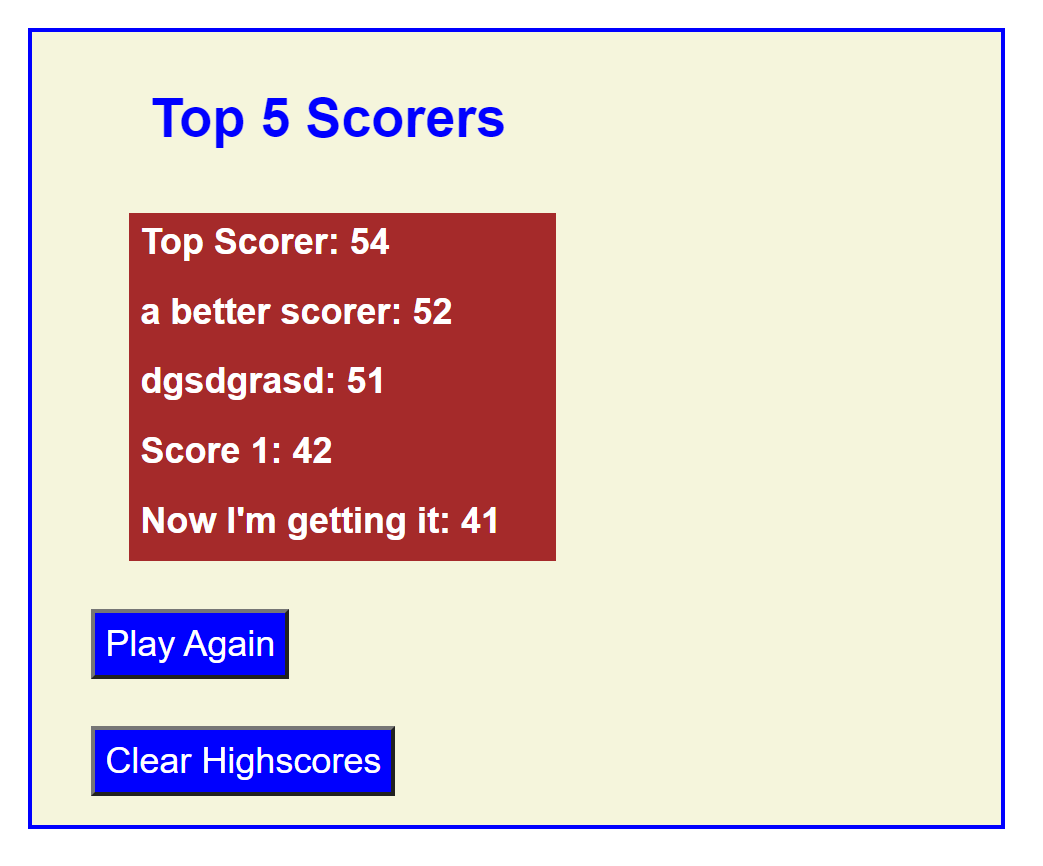 Top 5 Scorers
Top Scorer: 54
a better scorer: 52
dgsdgrasd: 51
Score 1: 42
Now I'm getting it: 41
Play Again
Clear Highscores